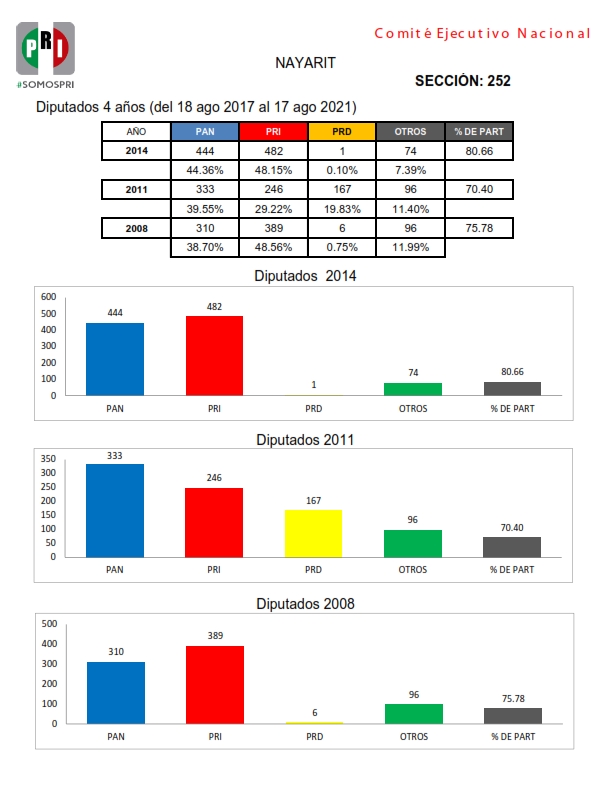 Comité Ejecutivo Nacional
PRI
#SOMOSPRI
NAYARIT
SECCIÓN: 252
Diputados 4 años (del 18 ago 2017 al 17 ago 2021)
AÑO PAN PRI PRD OTROS % DE PART
2014 444 482 1 74 80.66
44.36% 48.15% 0.10% 7.39%
2011 333 246 167 96 70.40
39.55% 29.22% 19.83% 11.40%
2008 310 389 6 96 75.78
38.70% 48.56% 0.75% 11.99%
Diputados 2014
600
500
400
300
200
100
0
444 482 1 74 80.66
PAN PRI PRD OTROS % DE PART
Diputados 2011
350
300
250
200
150
100
50
0
333 246 167 96 70.40
PAN PRI PRD OTROS % DE PART
Diputados 2008
500
400
300
200
100
0
310 389 6 96 75.78
PAN PRI PRD OTROS % DE PART